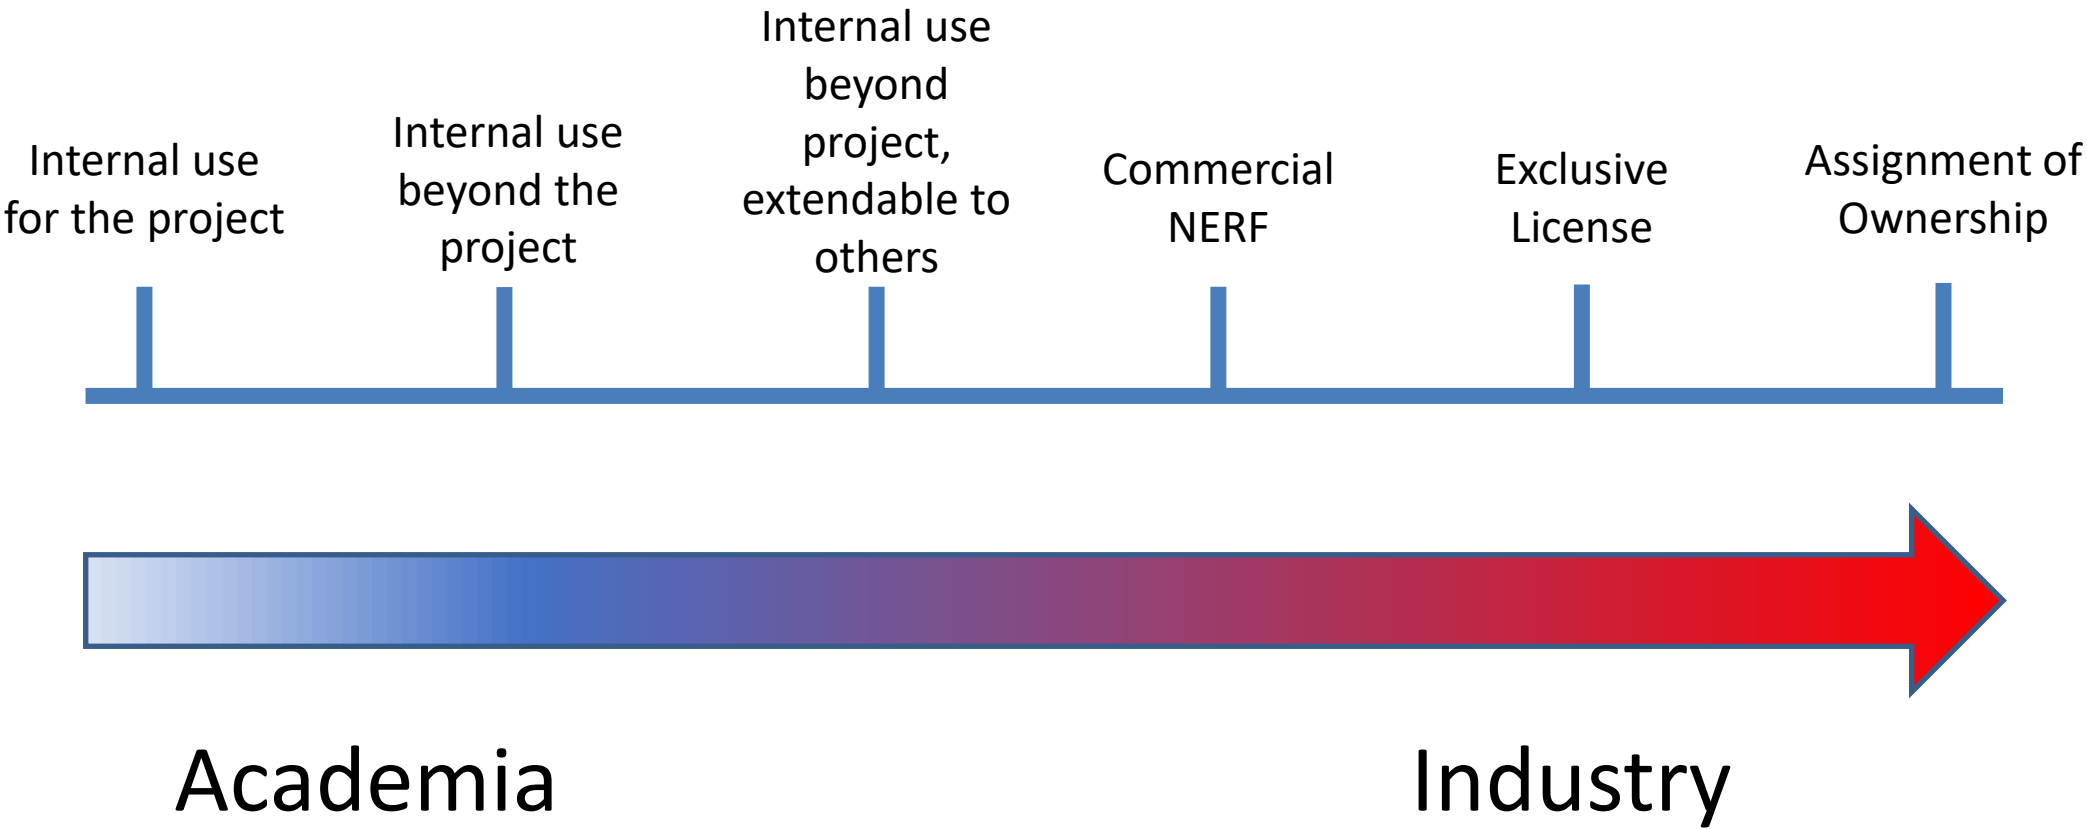 Internal use
for the project
Internal use
beyond the
project
Internal use
beyond
project,
extendable to
others
Commercial
NERF
Exclusive
License
Assignment of
Ownership
Academia
Industry